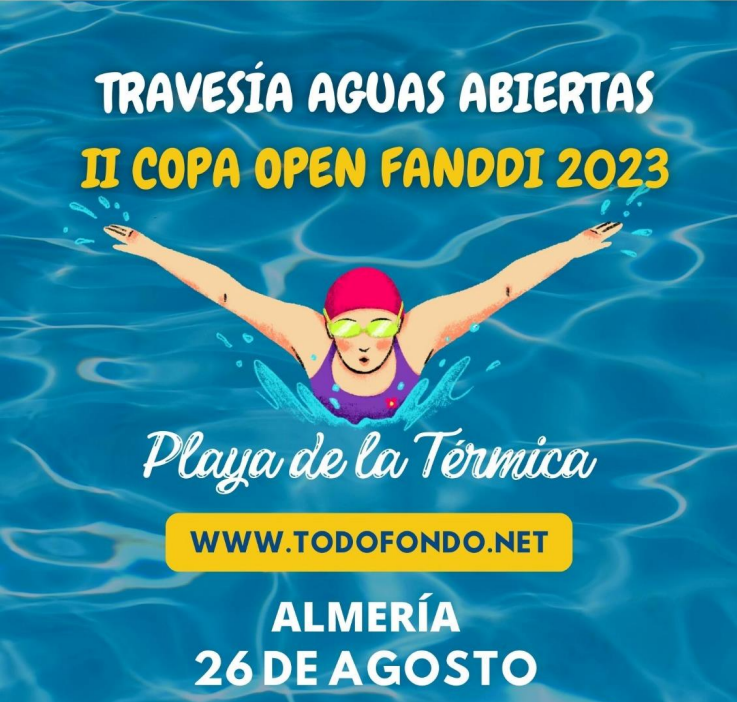 TRAVESÍA AGUAS ABIERTAS
II COPA OPEN FANDDI 2023
Playa de la Térmica
WWW.TODOFONDO.NET
ALMERÍA
26 DE AGOSTO